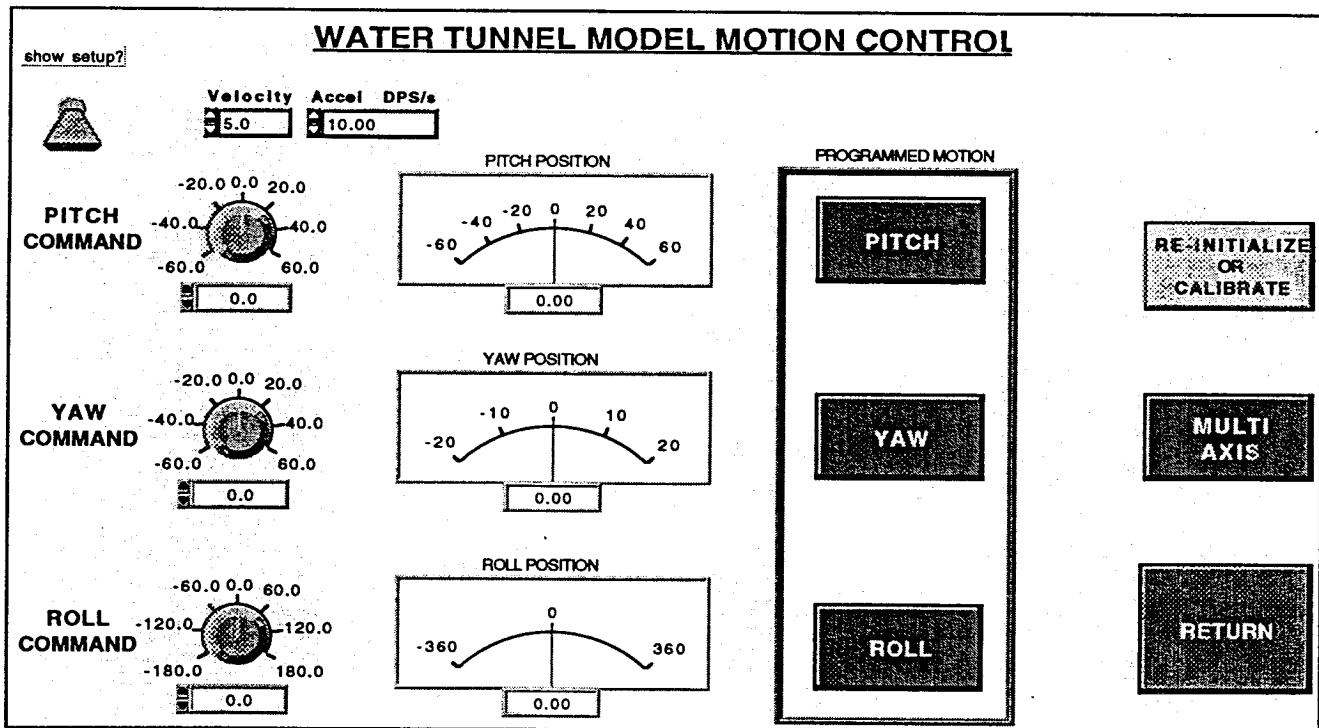 WATER TUNNEL MODEL MOTION CONTROL
show setup?
Velocity Accel DPS/s
5.0 10.00
PITCH COMMAND
-20.0 0.0 20.0
-40.0 40.0
-60.0 60.0
0.0
PITCH POSITION
-60 -40 -20 0 20 40 60
0.00
YAW COMMAND
-20.0 0.0 20.0
-40.0 40.0
-60.0 60.0
0.0
YAW POSITION
-20 -10 0 10 20
0.00
ROLL COMMAND
-60.0 0.0 60.0
-120.0 120.0
-180.0 180.0
0.0
ROLL POSITION
-360 0 360
0.00
PROGRAMMED MOTION
PITCH
YAW
ROLL
RE-INITIALIZE
OR
CALIBRATE
MULTI
AXIS
RETURN